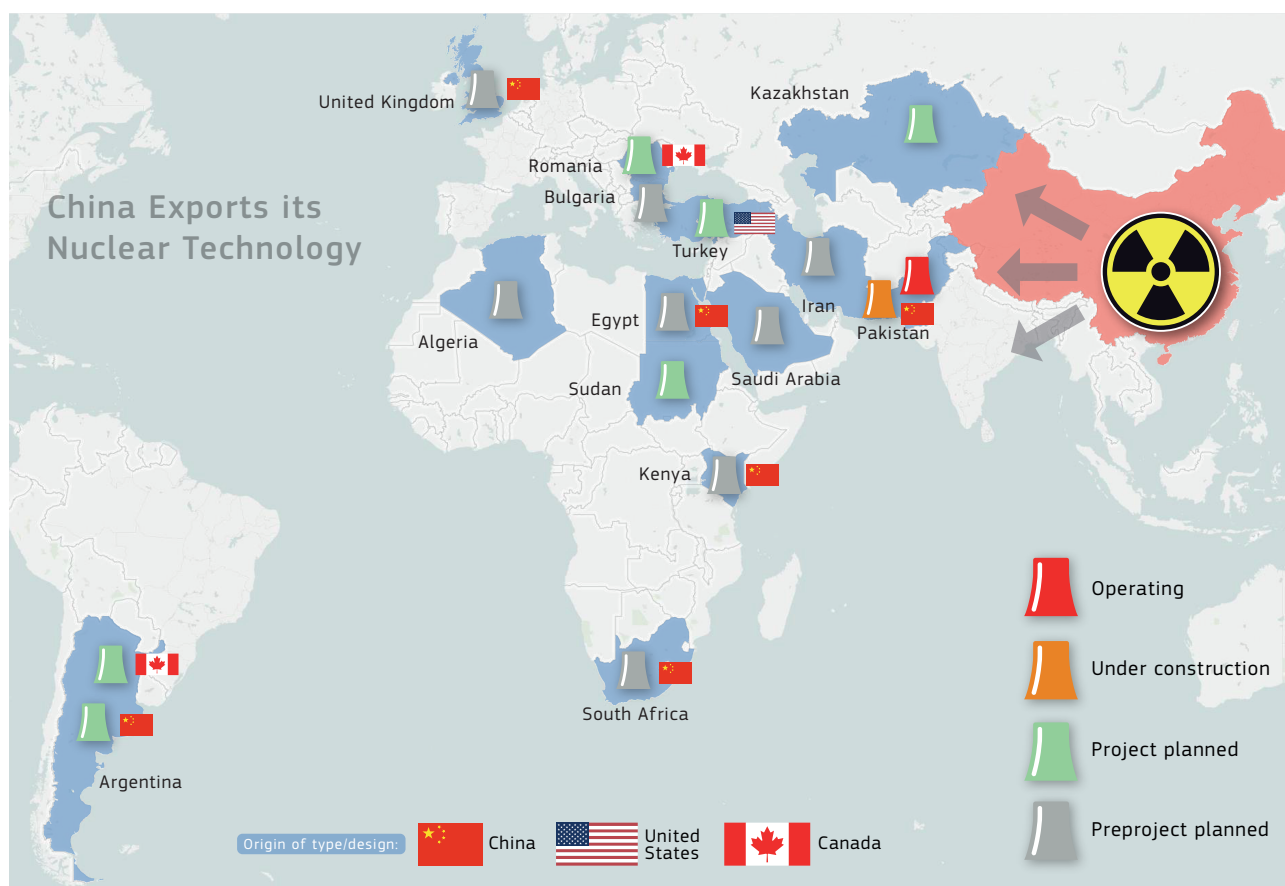 China Exports its
Nuclear Technology
United Kingdom
Kazakhstan
Romania
Bulgaria
Turkey
Iran
Pakistan
Algeria
Egypt
Saudi Arabia
Sudan
Kenya
South Africa
Argentina
Operating
Under construction
Project planned
Preproject planned
Origin of type/design:
China
United
States
Canada